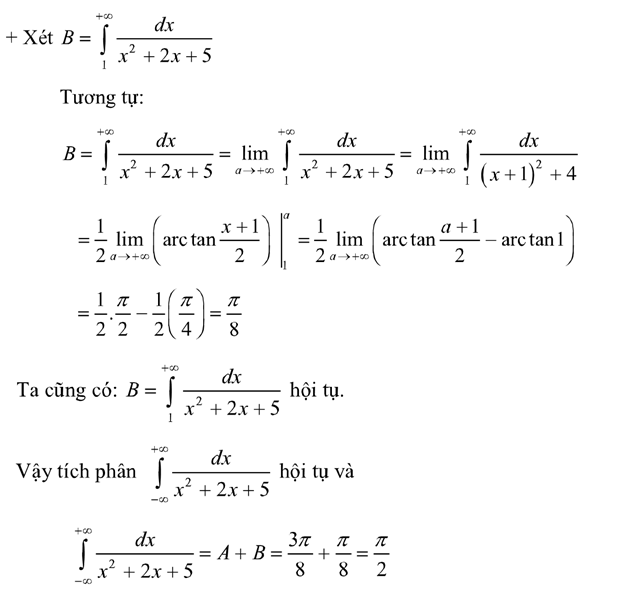 + Xét $B = \int_{1}^{+\infty} \frac{dx}{x^2 + 2x + 5}$
Tương tự:
$B = \int_{1}^{+\infty} \frac{dx}{x^2 + 2x + 5} = \lim_{a \to +\infty} \int_{1}^{+\infty} \frac{dx}{x^2 + 2x + 5} = \lim_{a \to +\infty} \int_{1}^{+\infty} \frac{dx}{(x+1)^2 + 4}$
$= \frac{1}{2} \lim_{a \to +\infty} \left( \arctan \frac{x+1}{2} \right) \Big|_{1}^{a} = \frac{1}{2} \lim_{a \to +\infty} \left( \arctan \frac{a+1}{2} - \arctan 1 \right)$
$= \frac{1}{2} . \frac{\pi}{2} - \frac{1}{2} \left( \frac{\pi}{4} \right) = \frac{\pi}{8}$
Ta cũng có: $B = \int_{1}^{+\infty} \frac{dx}{x^2 + 2x + 5}$ hội tụ.
Vậy tích phân $\int_{-\infty}^{+\infty} \frac{dx}{x^2 + 2x + 5}$ hội tụ và
$\int_{-\infty}^{+\infty} \frac{dx}{x^2 + 2x + 5} = A + B = \frac{3\pi}{8} + \frac{\pi}{8} = \frac{\pi}{2}$